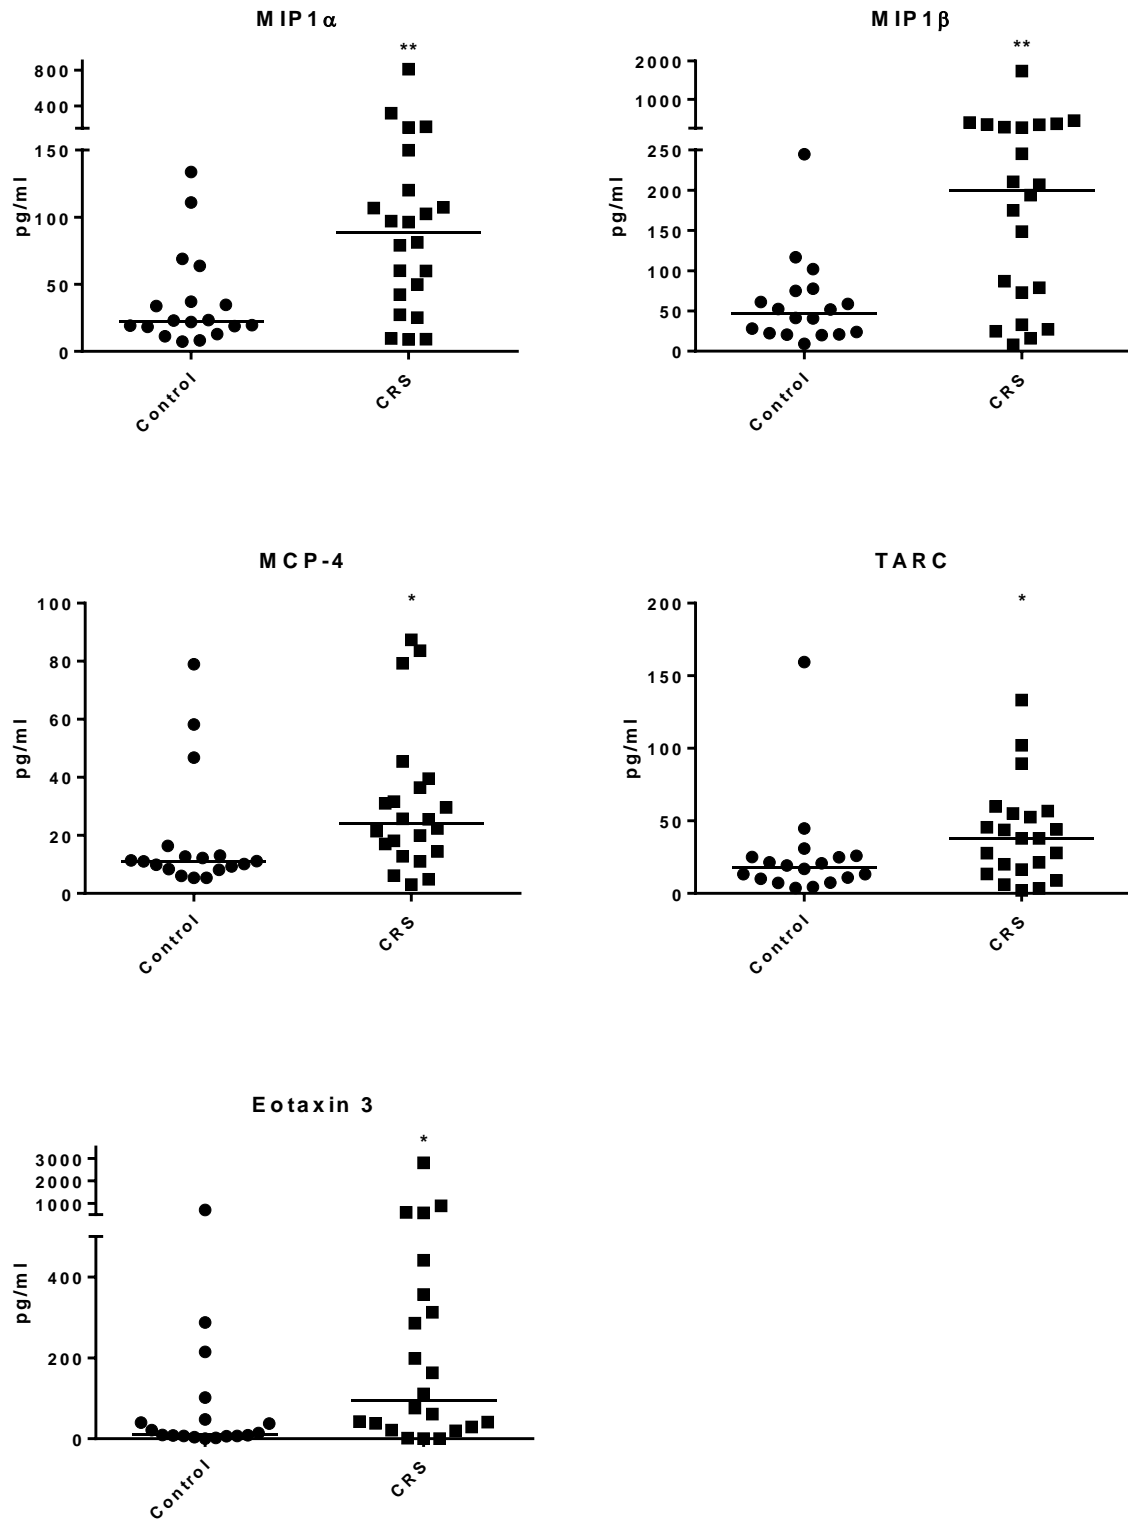 MIP1α
**
800
400
150
100
50
0
pg/ml
Control
CRS
MIP1β
**
2000
1000
250
200
150
100
50
0
pg/ml
Control
CRS
MCP-4
*
100
80
60
40
20
0
pg/ml
Control
CRS
TARC
*
200
150
100
50
0
pg/ml
Control
CRS
Eotaxin 3
*
3000
2000
1000
400
200
0
pg/ml
Control
CRS